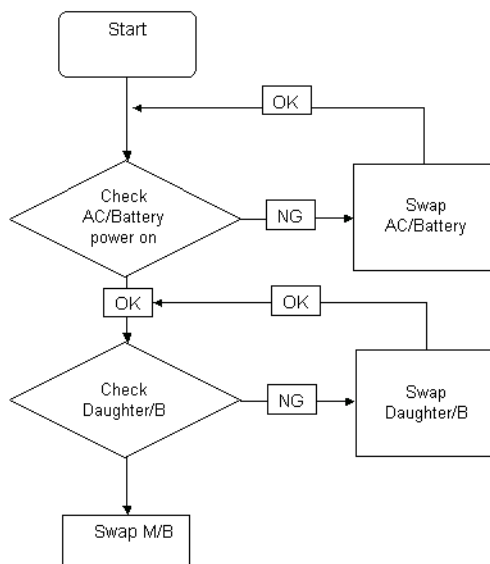 Start
OK
Check
AC/Battery
power on
NG
Swap
AC/Battery
OK
OK
Check
Daughter/B
NG
Swap
Daughter/B
Swap M/B